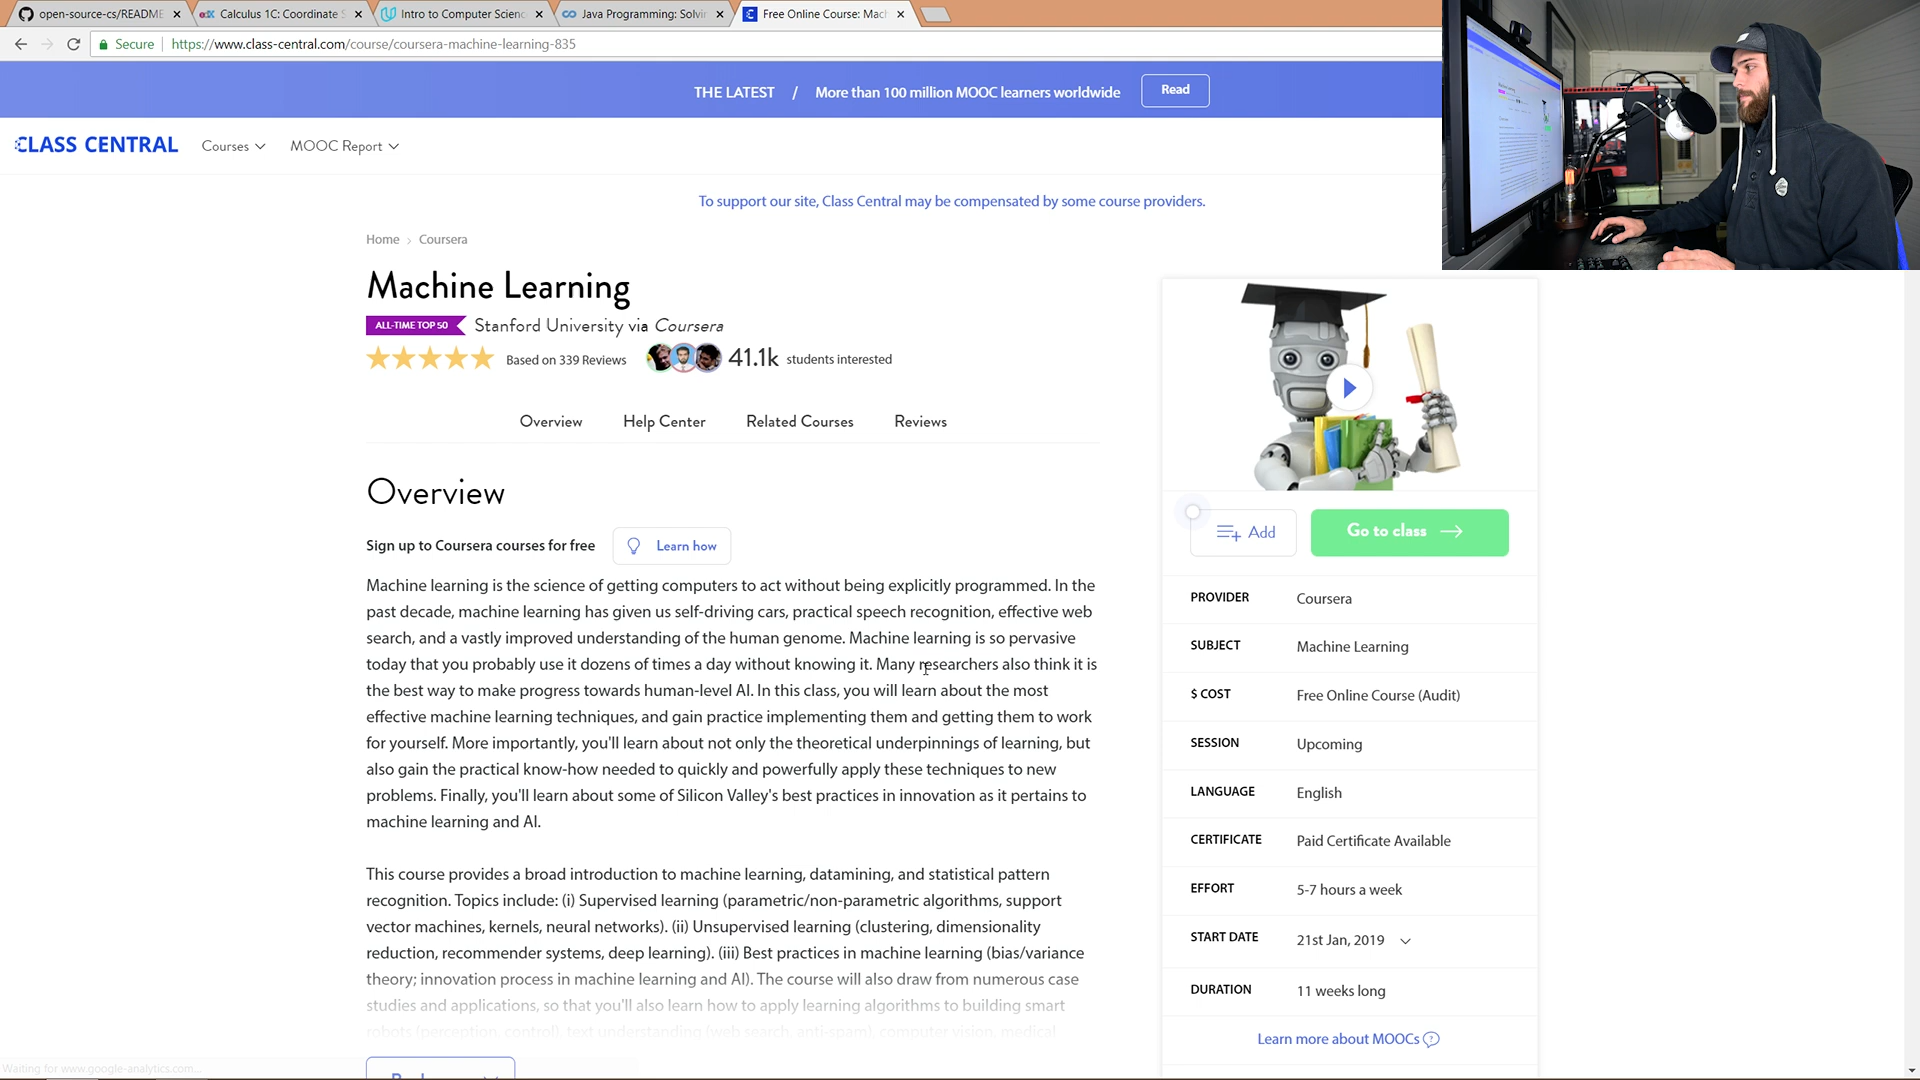 open-source-cs/README
Calculus 1C: Coordinate S
Intro to Computer Scienc
Java Programming: Solvin
Free Online Course: Mach
Secure
https://www.class-central.com/course/coursera-machine-learning-835
THE LATEST / More than 100 million MOOC learners worldwide
Read
CLASS CENTRAL
Courses
MOOC Report
To support our site, Class Central may be compensated by some course providers.
Home > Coursera
Machine Learning
ALL-TIME TOP 50
Stanford University via Coursera
Based on 339 Reviews
41.1k students interested
Overview
Help Center
Related Courses
Reviews
Overview
Sign up to Coursera courses for free
Learn how
Machine learning is the science of getting computers to act without being explicitly programmed. In the
past decade, machine learning has given us self-driving cars, practical speech recognition, effective web
search, and a vastly improved understanding of the human genome. Machine learning is so pervasive
today that you probably use it dozens of times a day without knowing it. Many researchers also think it is
the best way to make progress towards human-level AI. In this class, you will learn about the most
effective machine learning techniques, and gain practice implementing them and getting them to work
for yourself. More importantly, you'll learn about not only the theoretical underpinnings of learning, but
also gain the practical know-how needed to quickly and powerfully apply these techniques to new
problems. Finally, you'll learn about some of Silicon Valley's best practices in innovation as it pertains to
machine learning and AI.
This course provides a broad introduction to machine learning, datamining, and statistical pattern
recognition. Topics include: (i) Supervised learning (parametric/non-parametric algorithms, support
vector machines, kernels, neural networks). (ii) Unsupervised learning (clustering, dimensionality
reduction, recommender systems, deep learning). (iii) Best practices in machine learning (bias/variance
theory; innovation process in machine learning and AI). The course will also draw from numerous case
studies and applications, so that you'll also learn how to apply learning algorithms to building smart
robots (perception, control), text understanding (web search, anti-spam), computer vision, medical
Waiting for www.google-analytics.com...
Add
Go to class
PROVIDER Coursera
SUBJECT Machine Learning
$ COST Free Online Course (Audit)
SESSION Upcoming
LANGUAGE English
CERTIFICATE Paid Certificate Available
EFFORT 5-7 hours a week
START DATE 21st Jan, 2019
DURATION 11 weeks long
Learn more about MOOCs